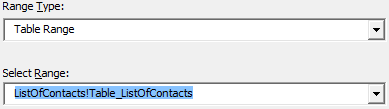 Range Type:
Table Range
Select Range:
ListOfContacts!Table_ListOfContacts